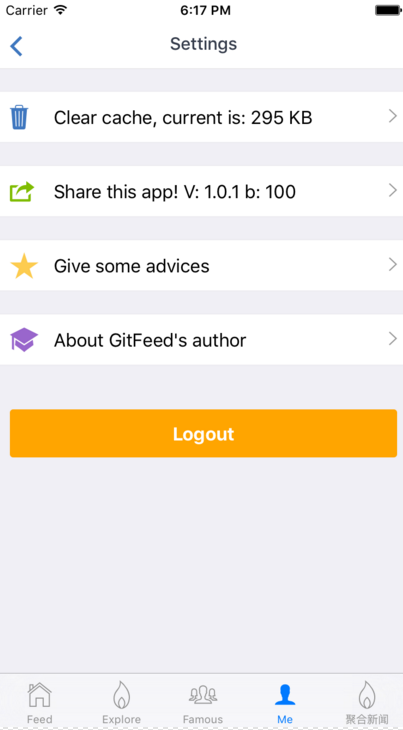 Carrier 6:17 PM
Settings
Clear cache, current is: 295 KB
Share this app! V: 1.0.1 b: 100
Give some advices
About GitFeed's author
Logout
Feed Explore Famous Me 聚合新闻